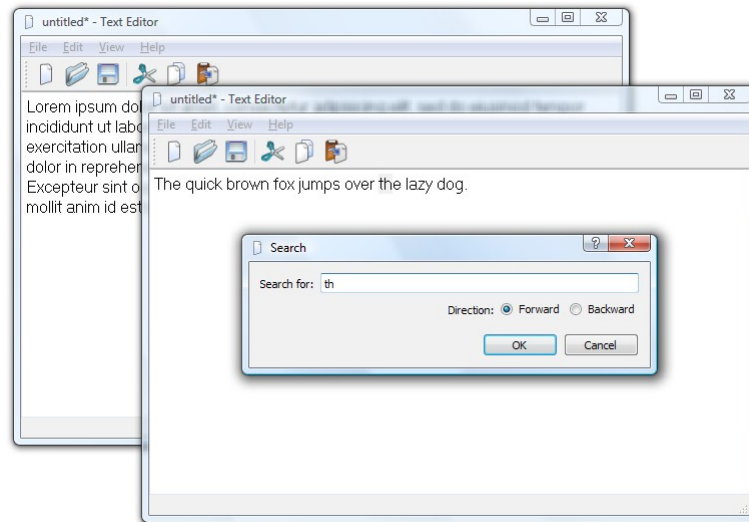 untitled* - Text Editor
File Edit View Help
Lorem ipsum dol
incididunt ut labo
exercitation ullam
dolor in reprehen
Excepteur sint o
mollit anim id est
untitled* - Text Editor
File Edit View Help
The quick brown fox jumps over the lazy dog.
Search
Search for: th
Direction: Forward Backward
OK Cancel